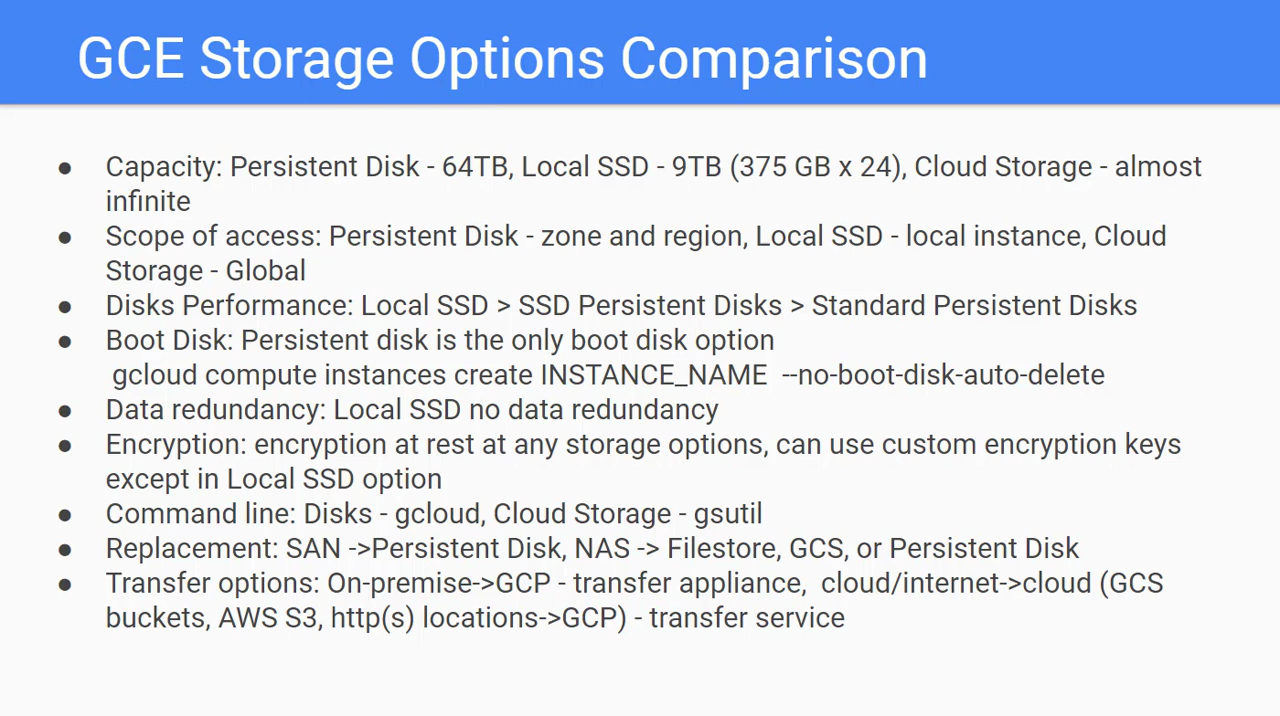 GCE Storage Options Comparison
● Capacity: Persistent Disk - 64TB, Local SSD - 9TB (375 GB x 24), Cloud Storage - almost
infinite
● Scope of access: Persistent Disk - zone and region, Local SSD - local instance, Cloud
Storage - Global
● Disks Performance: Local SSD > SSD Persistent Disks > Standard Persistent Disks
● Boot Disk: Persistent disk is the only boot disk option
gcloud compute instances create INSTANCE_NAME  --no-boot-disk-auto-delete
● Data redundancy: Local SSD no data redundancy
● Encryption: encryption at rest at any storage options, can use custom encryption keys
except in Local SSD option
● Command line: Disks - gcloud, Cloud Storage - gsutil
● Replacement: SAN ->Persistent Disk, NAS -> Filestore, GCS, or Persistent Disk
● Transfer options: On-premise->GCP - transfer appliance,  cloud/internet->cloud (GCS
buckets, AWS S3, http(s) locations->GCP) - transfer service